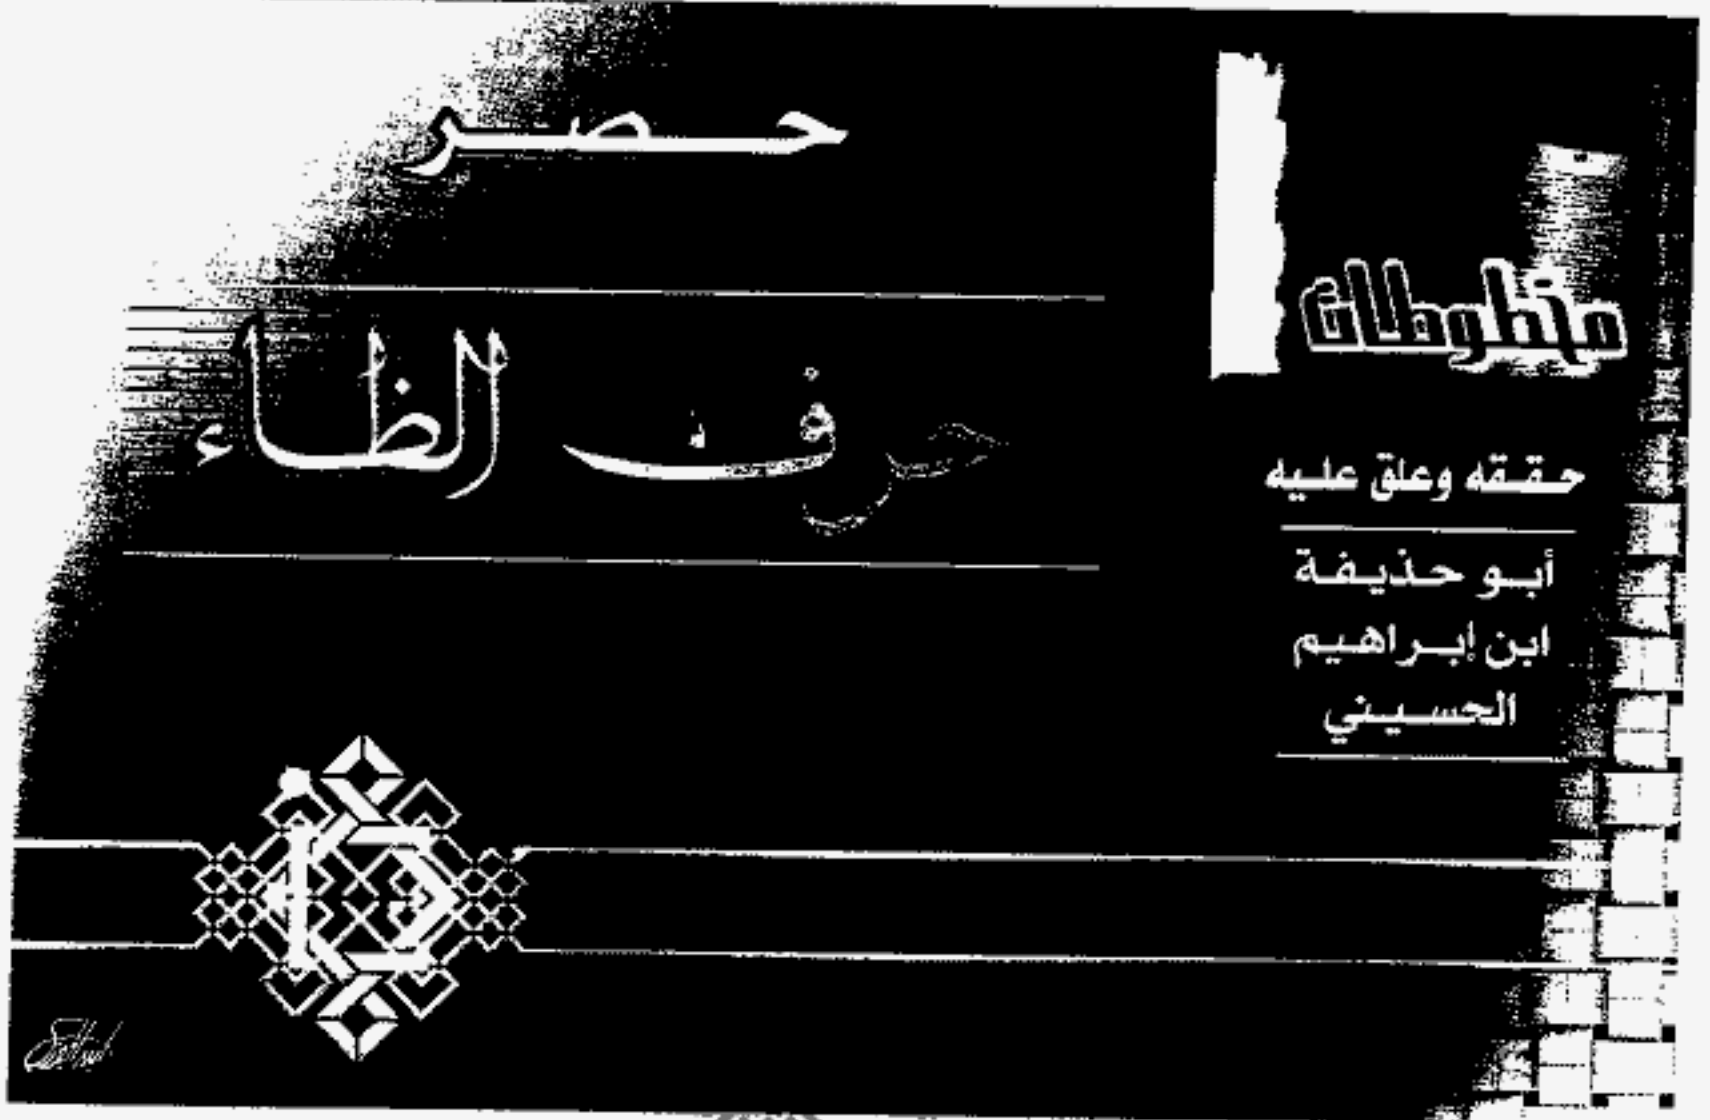 حصر
حرف الظاء
مخطوطات
حققه وعلق عليه
أبو حذيفة
ابن إبراهيم
الحسيني